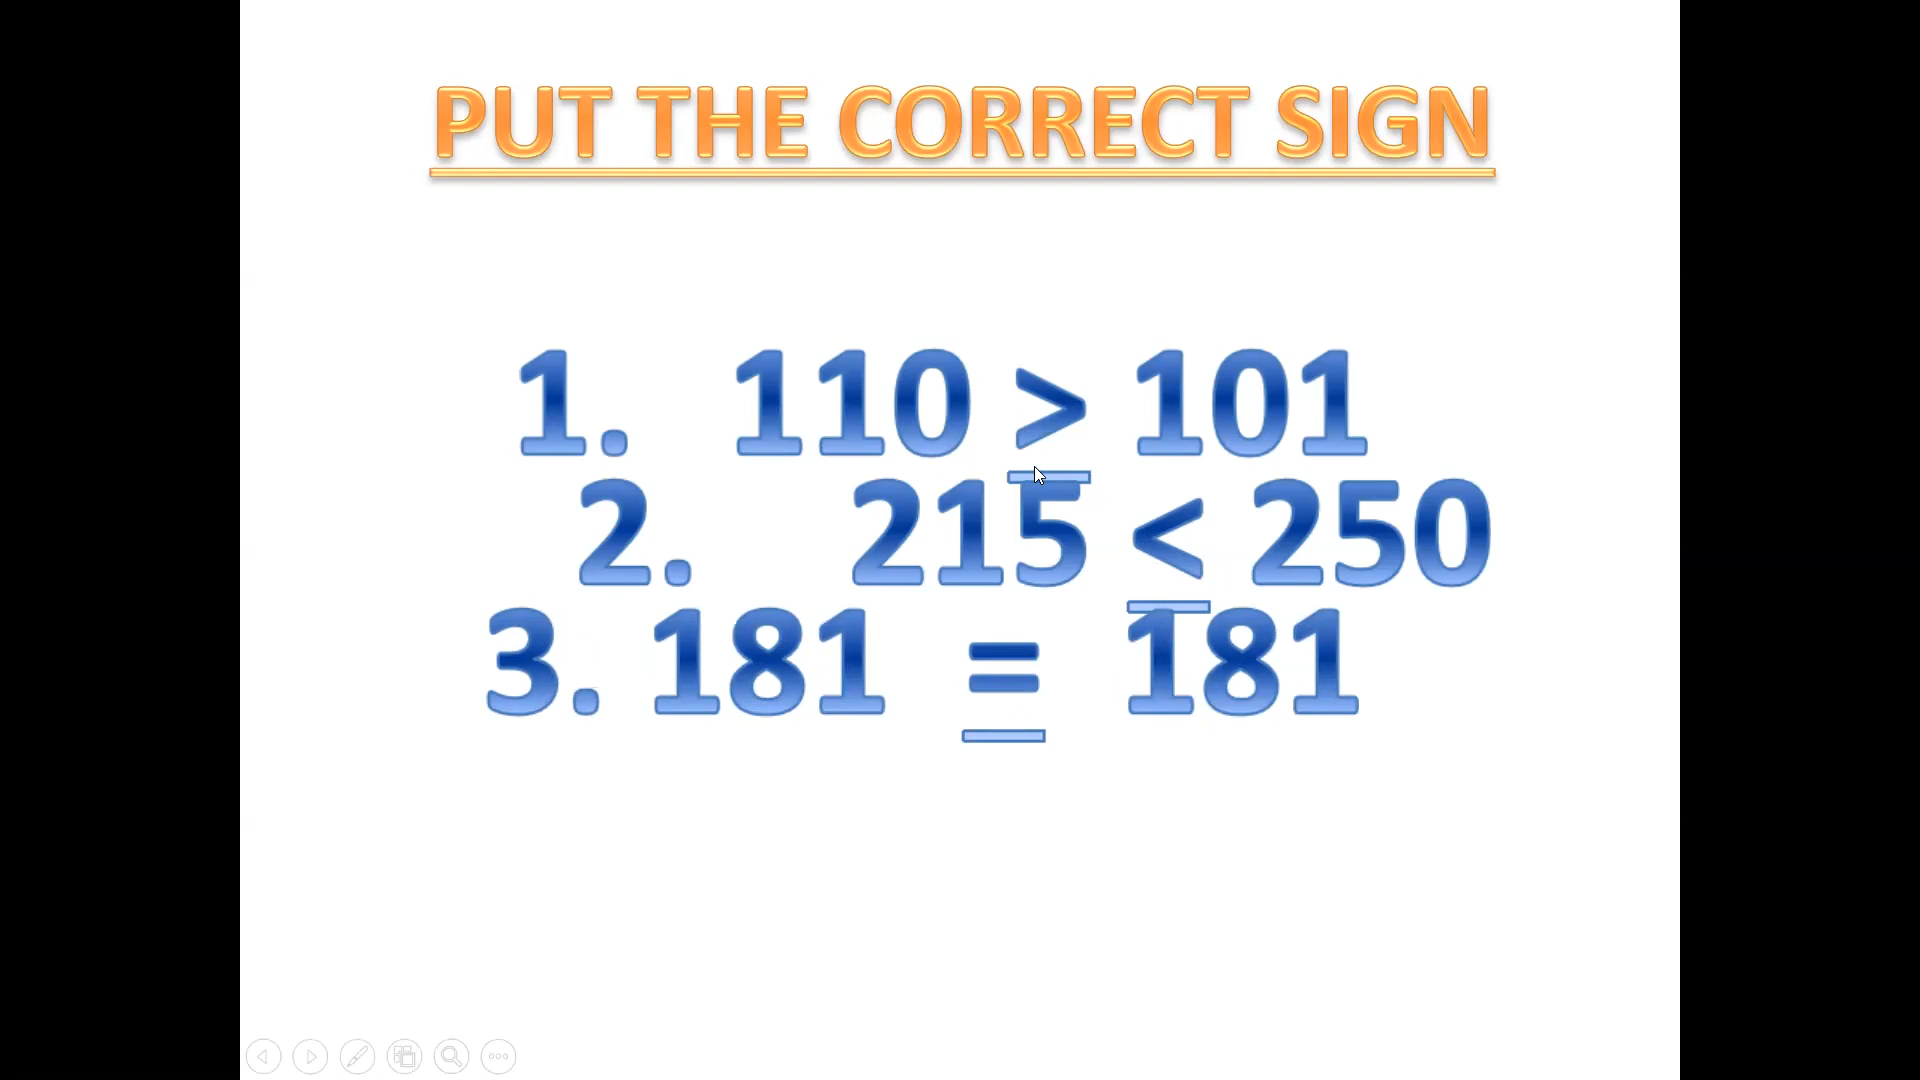 PUT THE CORRECT SIGN
1. 110 > 101
2. 215 < 250
3. 181 = 181